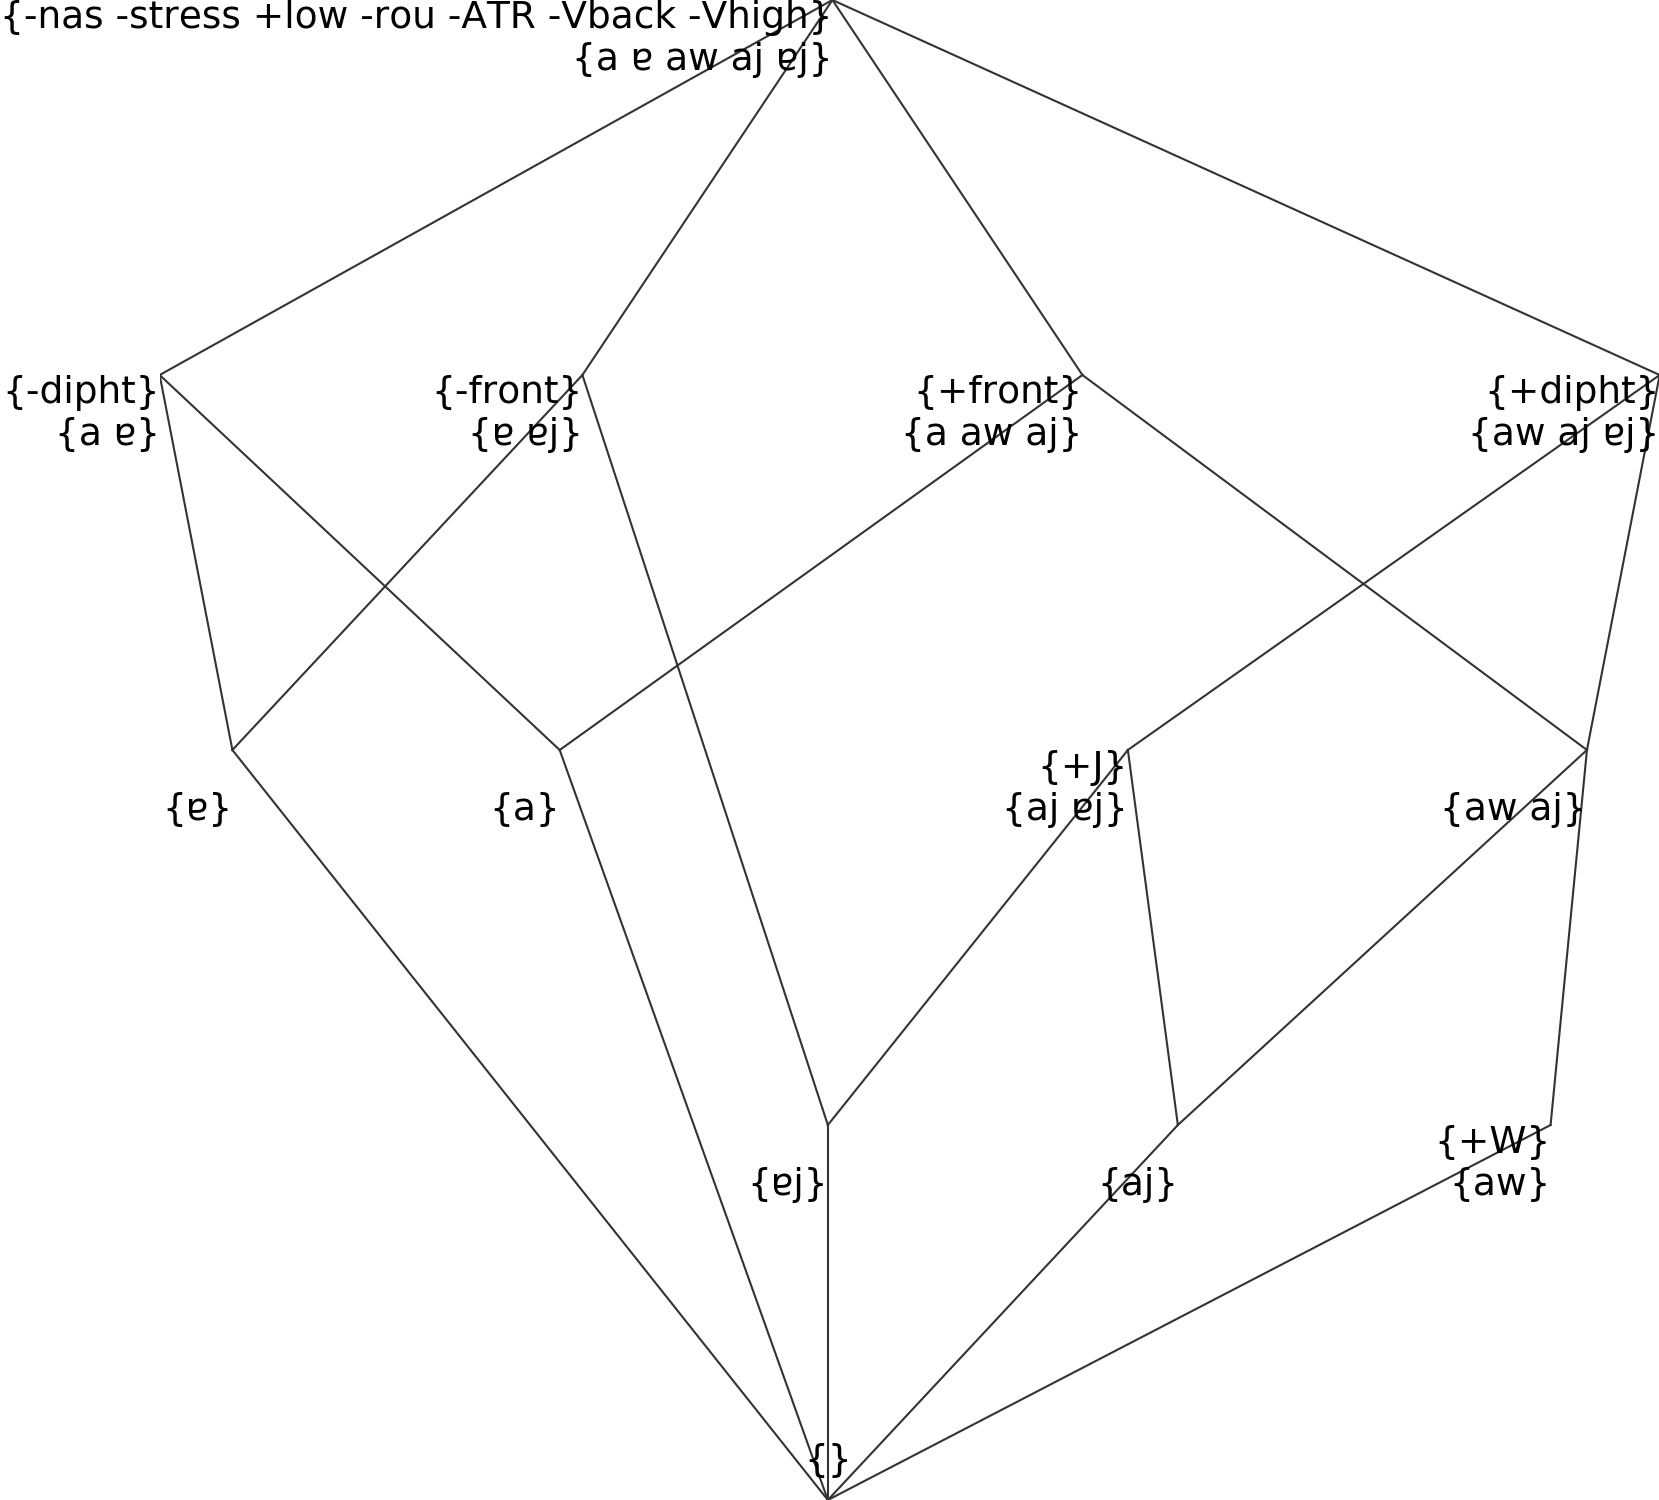 {-nas -stress +low -rou -ATR -Vback -Vhigh}
{a ɐ aw aj ɐj}
{-dipht}
{a ɐ}
{-front}
{ɐ ɐj}
{+front}
{a aw aj}
{+dipht}
{aw aj ɐj}
{ɐ}
{a}
{+J}
{aj ɐj}
{aw aj}
{ɐj}
{aj}
{+W}
{aw}
{}